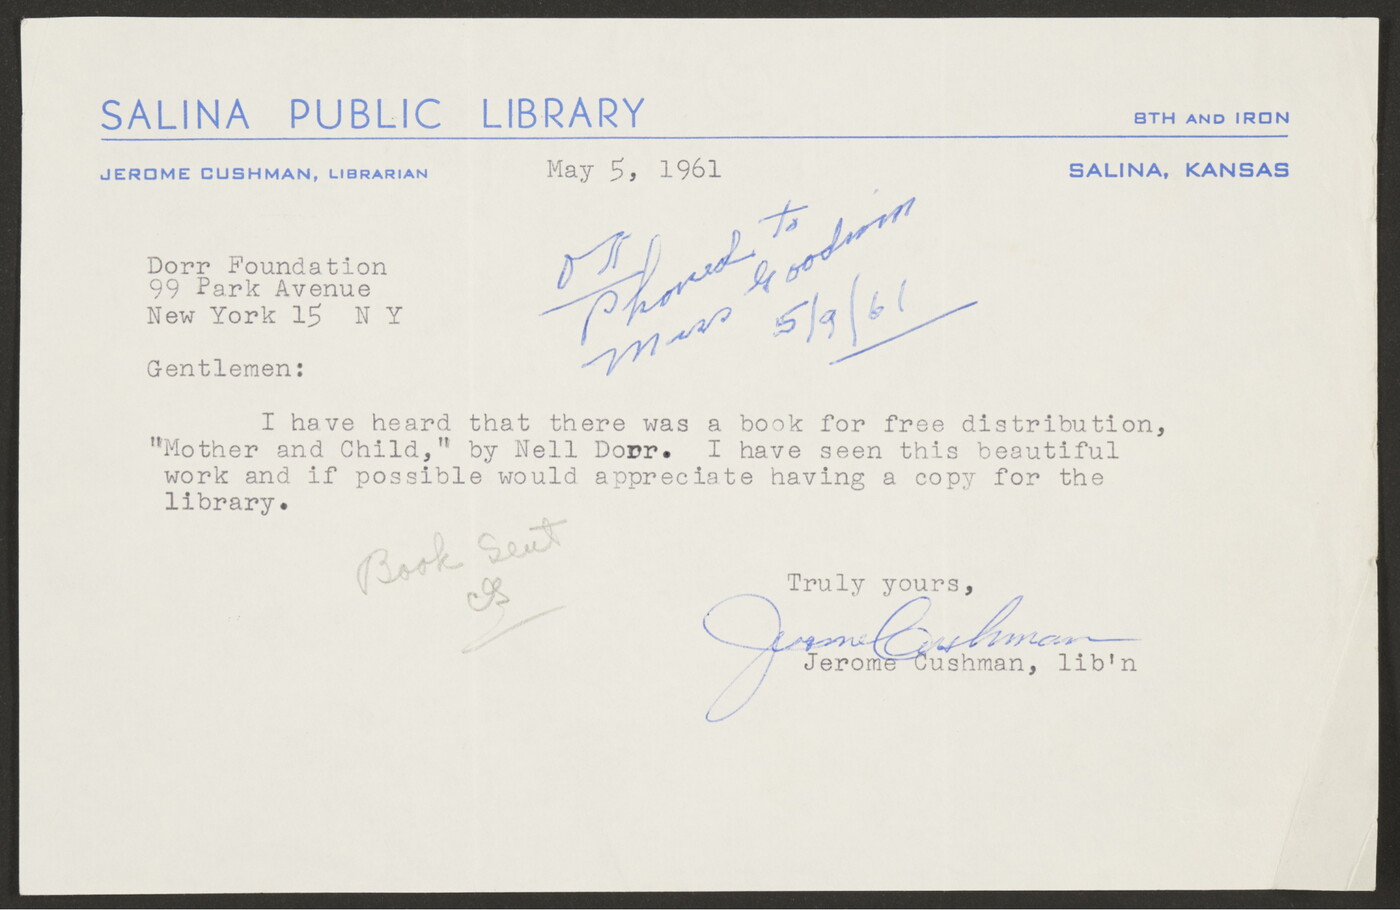 SALINA PUBLIC LIBRARY
8TH AND IRON
JEROME CUSHMAN, LIBRARIAN
May 5, 1961
SALINA, KANSAS
Phoned to
Miss Goodwin
5/9/61
Dorr Foundation
99 Park Avenue
New York 15 N Y
Gentlemen:
I have heard that there was a book for free distribution,
"Mother and Child," by Nell Dorr. I have seen this beautiful
work and if possible would appreciate having a copy for the
library.
Book Sent
Truly yours,
Jerome Cushman
Jerome Cushman, lib'n